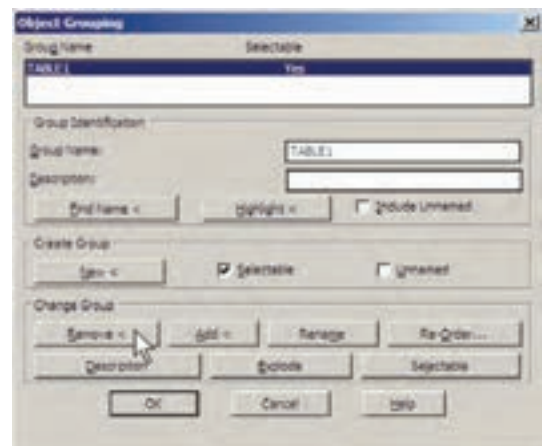 Object Grouping
Group Name Selectable
TABLE1 Yes
Group Identification
Group Name: TABLE1
Description:
Find Name < Highlight < Include Unnamed
Create Group
New < Selectable Unnamed
Change Group
Remove < Add < Rename Re-Order...
Description Explode Selectable
OK Cancel Help